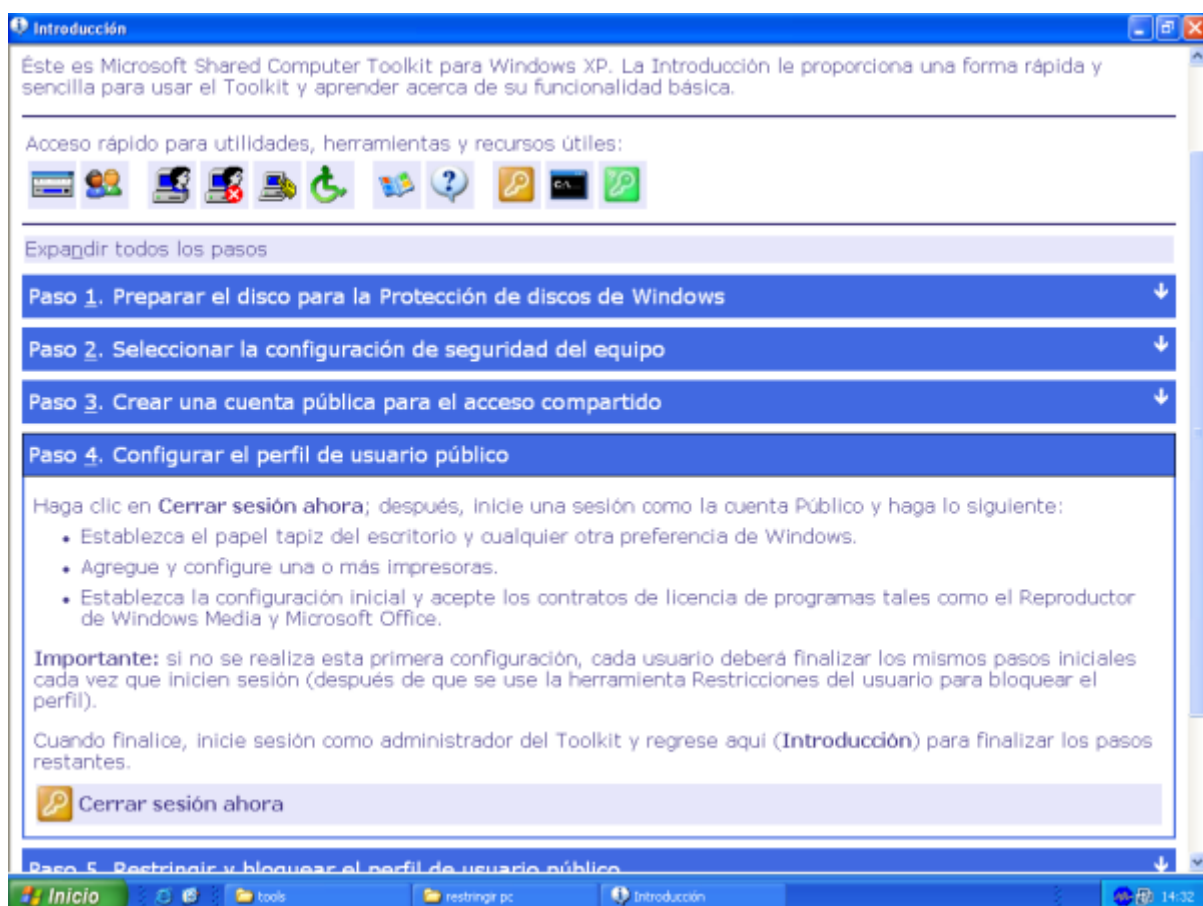 Introducción
Éste es Microsoft Shared Computer Toolkit para Windows XP. La Introducción le proporciona una forma rápida y
sencilla para usar el Toolkit y aprender acerca de su funcionalidad básica.
Acceso rápido para utilidades, herramientas y recursos útiles:
C:\...
Expandir todos los pasos
Paso 1. Preparar el disco para la Protección de discos de Windows
Paso 2. Seleccionar la configuración de seguridad del equipo
Paso 3. Crear una cuenta pública para el acceso compartido
Paso 4. Configurar el perfil de usuario público
Haga clic en Cerrar sesión ahora; después, inicie una sesión como la cuenta Público y haga lo siguiente:
• Establezca el papel tapiz del escritorio y cualquier otra preferencia de Windows.
• Agregue y configure una o más impresoras.
• Establezca la configuración inicial y acepte los contratos de licencia de programas tales como el Reproductor
de Windows Media y Microsoft Office.
Importante: si no se realiza esta primera configuración, cada usuario deberá finalizar los mismos pasos iniciales
cada vez que inicien sesión (después de que se use la herramienta Restricciones del usuario para bloquear el
perfil).
Cuando finalice, inicie sesión como administrador del Toolkit y regrese aquí (Introducción) para finalizar los pasos
restantes.
Cerrar sesión ahora
Paso 5. Restringir y bloquear el perfil de usuario público
Inicio
tools
restringir pc
Introducción
14:32